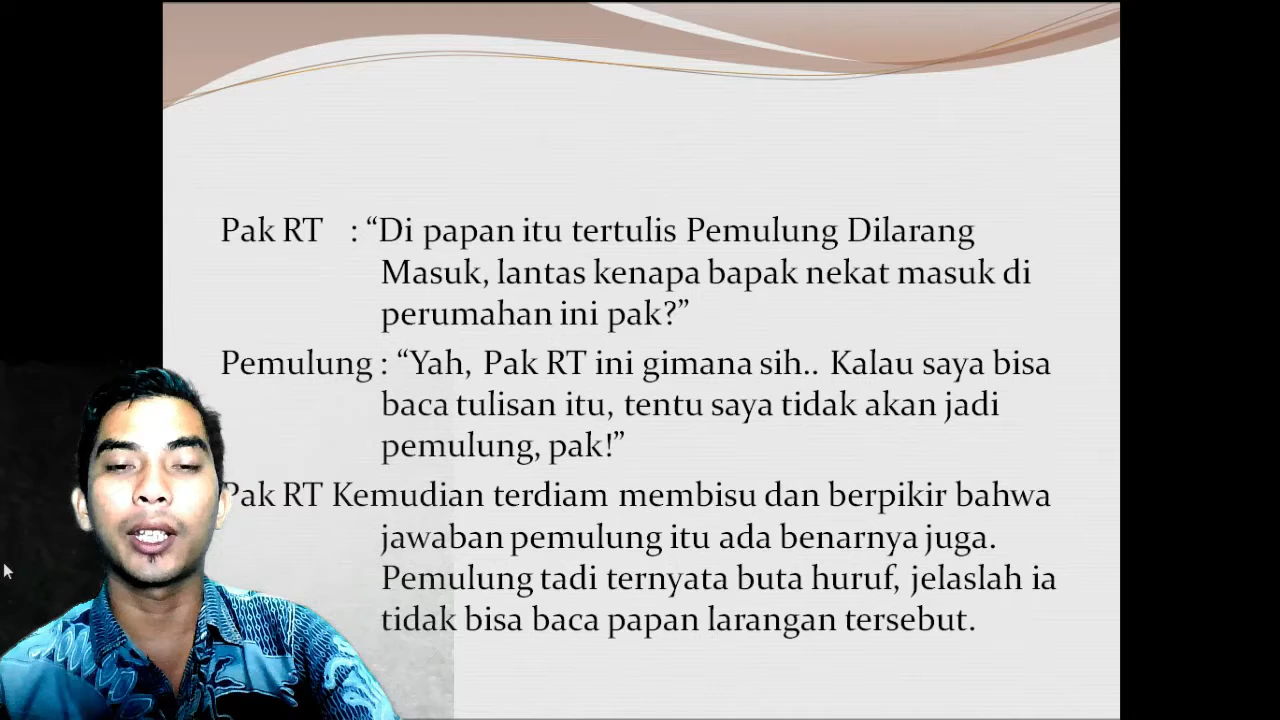 Pak RT : “Di papan itu tertulis Pemulung Dilarang
Masuk, lantas kenapa bapak nekat masuk di
perumahan ini pak?”
Pemulung : “Yah, Pak RT ini gimana sih.. Kalau saya bisa
baca tulisan itu, tentu saya tidak akan jadi
pemulung, pak!”
Pak RT Kemudian terdiam membisu dan berpikir bahwa
jawaban pemulung itu ada benarnya juga.
Pemulung tadi ternyata buta huruf, jelaslah ia
tidak bisa baca papan larangan tersebut.